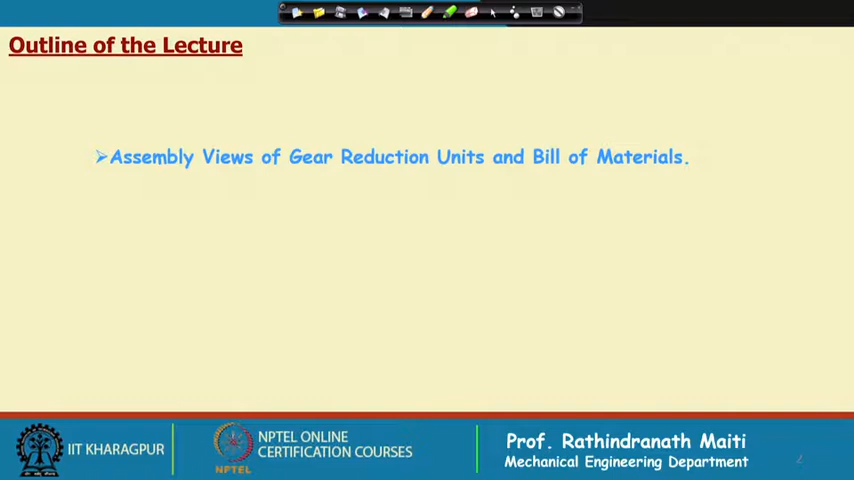 Outline of the Lecture
➢Assembly Views of Gear Reduction Units and Bill of Materials.
IIT KHARAGPUR
NPTEL
NPTEL ONLINE
CERTIFICATION COURSES
Prof. Rathindranath Maiti
Mechanical Engineering Department
2